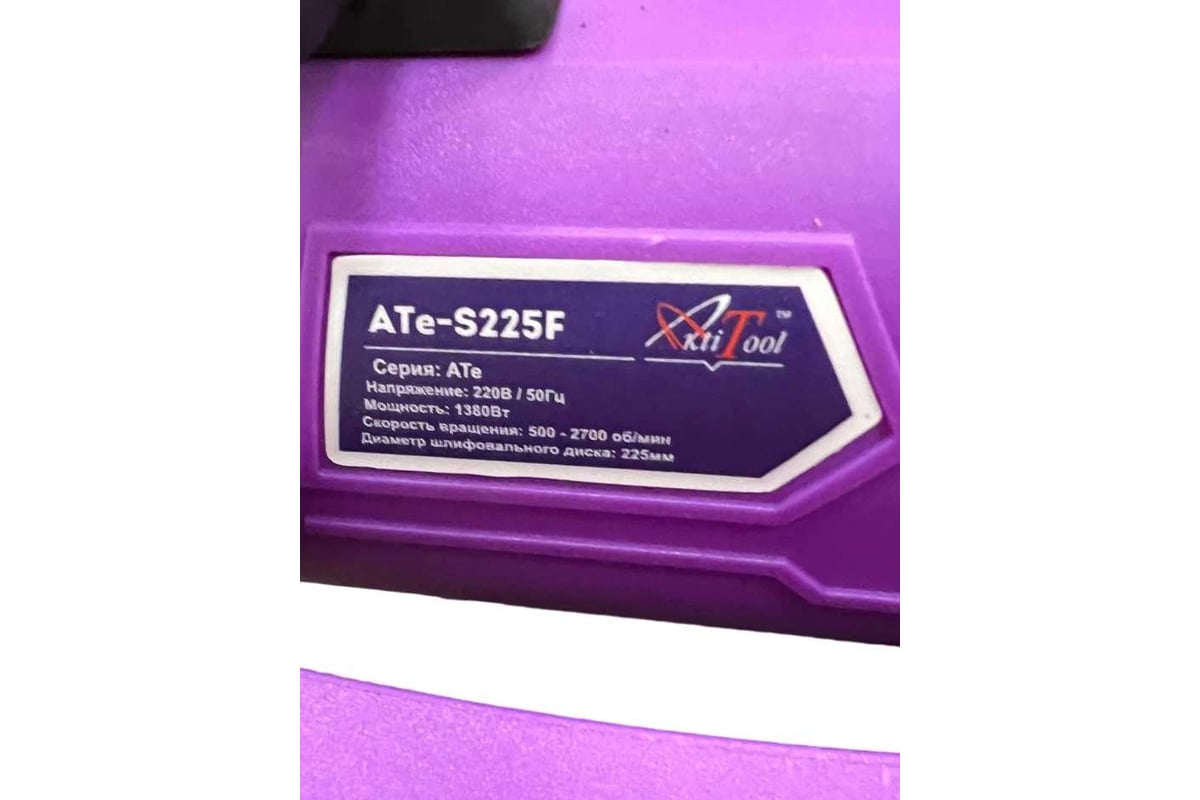 ATe-S225F
AktiTool™
Серия: ATe
Напряжение: 220В / 50Гц
Мощность: 1380Вт
Скорость вращения: 500 - 2700 об/мин
Диаметр шлифовального диска: 225мм